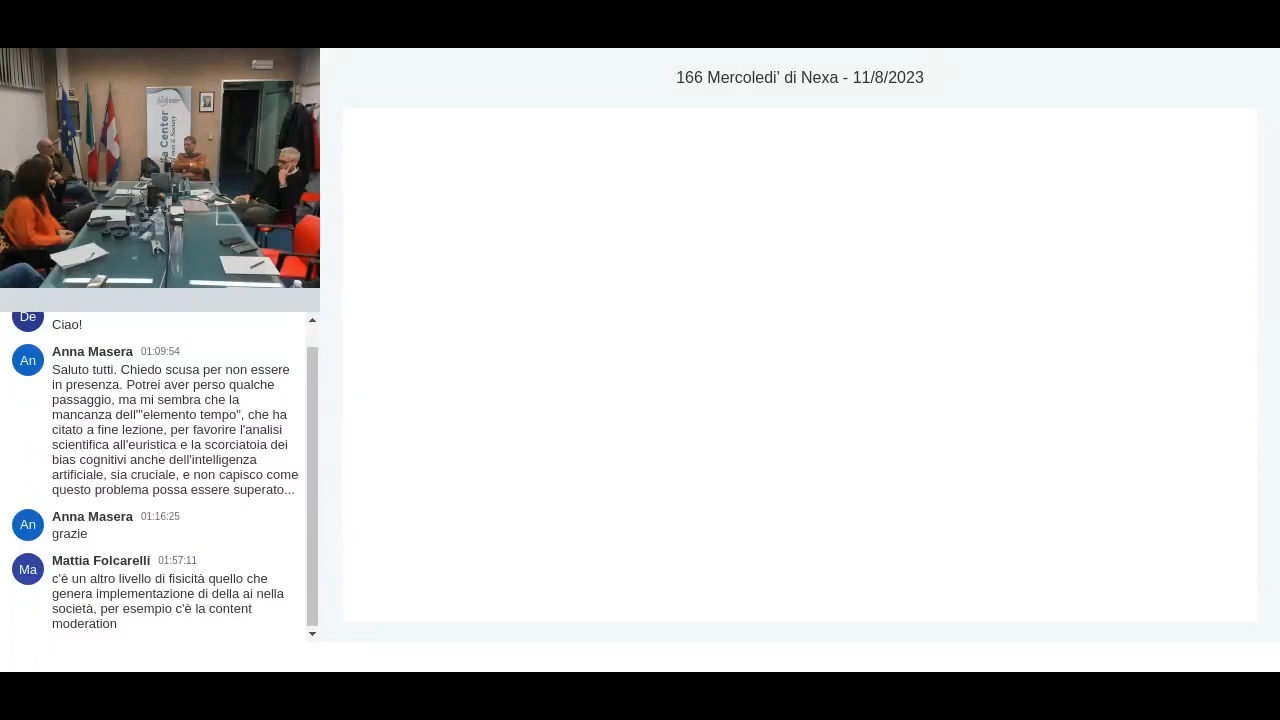 166 Mercoledi' di Nexa - 11/8/2023
a Center
& Society
De
Ciao!
An
Anna Masera 01:09:54
Saluto tutti. Chiedo scusa per non essere
in presenza. Potrei aver perso qualche
passaggio, ma mi sembra che la
mancanza dell'"elemento tempo", che ha
citato a fine lezione, per favorire l'analisi
scientifica all'euristica e la scorciatoia dei
bias cognitivi anche dell'intelligenza
artificiale, sia cruciale, e non capisco come
questo problema possa essere superato...
An
Anna Masera 01:16:25
grazie
Ma
Mattia Folcarelli 01:57:11
c'è un altro livello di fisicità quello che
genera implementazione di della ai nella
società, per esempio c'è la content
moderation